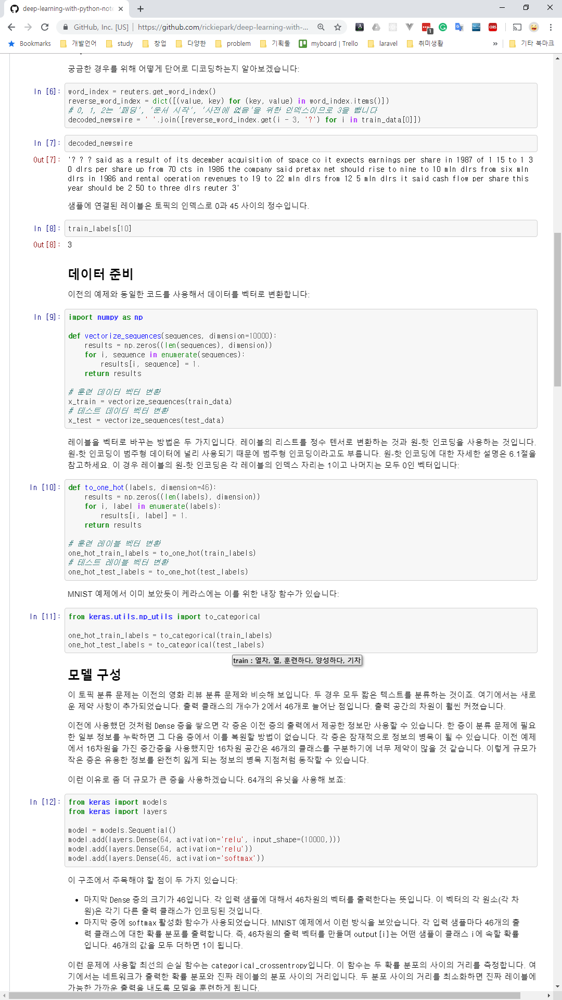 deep-learning-with-python-note
GitHub, Inc. [US] | https://github.com/rickiepark/deep-learning-with-...
Bookmarks 개발언어 study 창업 다양한 problem 기획툴 myboard | Trello laravel 취미생활 » 기타 북마크
궁금한 경우를 위해 어떻게 단어로 디코딩하는지 알아보겠습니다:
In [6]: word_index = reuters.get_word_index()
reverse_word_index = dict([(value, key) for (key, value) in word_index.items()])
# 0, 1, 2는 '패딩', '문서 시작', '사전에 없음'을 위한 인덱스이므로 3을 뺍니다
decoded_newswire = ' '.join([reverse_word_index.get(i - 3, '?') for i in train_data[0]])
In [7]: decoded_newswire
Out[7]: '? ? ? said as a result of its december acquisition of space co it expects earnings per share in 1987 of 1 15 to 1 3
0 dlrs per share up from 70 cts in 1986 the company said pretax net should rise to nine to 10 mln dlrs from six mln
dlrs in 1986 and rental operation revenues to 19 to 22 mln dlrs from 12 5 mln dlrs it said cash flow per share this
year should be 2 50 to three dlrs reuter 3'
샘플에 연결된 레이블은 토픽의 인덱스로 0과 45 사이의 정수입니다.
In [8]: train_labels[10]
Out[8]: 3
데이터 준비
이전의 예제와 동일한 코드를 사용해서 데이터를 벡터로 변환합니다:
In [9]: import numpy as np
def vectorize_sequences(sequences, dimension=10000):
results = np.zeros((len(sequences), dimension))
for i, sequence in enumerate(sequences):
results[i, sequence] = 1.
return results
# 훈련 데이터 벡터 변환
x_train = vectorize_sequences(train_data)
# 테스트 데이터 벡터 변환
x_test = vectorize_sequences(test_data)
레이블을 벡터로 바꾸는 방법은 두 가지입니다. 레이블의 리스트를 정수 텐서로 변환하는 것과 원-핫 인코딩을 사용하는 것입니다.
원-핫 인코딩이 범주형 데이터에 널리 사용되기 때문에 범주형 인코딩이라고도 부릅니다. 원-핫 인코딩에 대한 자세한 설명은 6.1절을
참고하세요. 이 경우 레이블의 원-핫 인코딩은 각 레이블의 인덱스 자리는 1이고 나머지는 모두 0인 벡터입니다:
In [10]: def to_one_hot(labels, dimension=46):
results = np.zeros((len(labels), dimension))
for i, label in enumerate(labels):
results[i, label] = 1.
return results
# 훈련 레이블 벡터 변환
one_hot_train_labels = to_one_hot(train_labels)
# 테스트 레이블 벡터 변환
one_hot_test_labels = to_one_hot(test_labels)
MNIST 예제에서 이미 보았듯이 케라스에는 이를 위한 내장 함수가 있습니다:
In [11]: from keras.utils.np_utils import to_categorical
one_hot_train_labels = to_categorical(train_labels)
one_hot_test_labels = to_categorical(test_labels)
train : 열차, 열, 훈련하다, 양성하다, 기차
모델 구성
이 토픽 분류 문제는 이전의 영화 리뷰 분류 문제와 비슷해 보입니다. 두 경우 모두 짧은 텍스트를 분류하는 것이죠. 여기에서는 새로
운 제약 사항이 추가되었습니다. 출력 클래스의 개수가 2에서 46개로 늘어난 점입니다. 출력 공간의 차원이 훨씬 커졌습니다.
이전에 사용했던 것처럼 Dense 층을 쌓으면 각 층은 이전 층의 출력에서 제공한 정보만 사용할 수 있습니다. 한 층이 분류 문제에 필요
한 일부 정보를 누락하면 그 다음 층에서 이를 복원할 방법이 없습니다. 각 층은 잠재적으로 정보의 병목이 될 수 있습니다. 이전 예제
에서 16차원을 가진 중간층을 사용했지만 16차원 공간은 46개의 클래스를 구분하기에 너무 제약이 많을 것 같습니다. 이렇게 규모가
작은 층은 유용한 정보를 완전히 잃게 되는 정보의 병목 지점처럼 동작할 수 있습니다.
이런 이유로 좀 더 규모가 큰 층을 사용하겠습니다. 64개의 유닛을 사용해 보죠:
In [12]: from keras import models
from keras import layers
model = models.Sequential()
model.add(layers.Dense(64, activation='relu', input_shape=(10000,)))
model.add(layers.Dense(64, activation='relu'))
model.add(layers.Dense(46, activation='softmax'))
이 구조에서 주목해야 할 점이 두 가지 있습니다:
• 마지막 Dense 층의 크기가 46입니다. 각 입력 샘플에 대해서 46차원의 벡터를 출력한다는 뜻입니다. 이 벡터의 각 원소(각 차
원)은 각기 다른 출력 클래스가 인코딩된 것입니다.
• 마지막 층에 softmax 활성화 함수가 사용되었습니다. MNIST 예제에서 이런 방식을 보았습니다. 각 입력 샘플마다 46개의 출
력 클래스에 대한 확률 분포를 출력합니다. 즉, 46차원의 출력 벡터를 만들며 output[i]는 어떤 샘플이 클래스 i에 속할 확률
입니다. 46개의 값을 모두 더하면 1이 됩니다.
이런 문제에 사용할 최선의 손실 함수는 categorical_crossentropy입니다. 이 함수는 두 확률 분포의 사이의 거리를 측정합니다. 여
기에서는 네트워크가 출력한 확률 분포와 진짜 레이블의 분포 사이의 거리입니다. 두 분포 사이의 거리를 최소화하면 진짜 레이블에
가능한 가까운 출력을 내도록 모델을 훈련하게 됩니다.